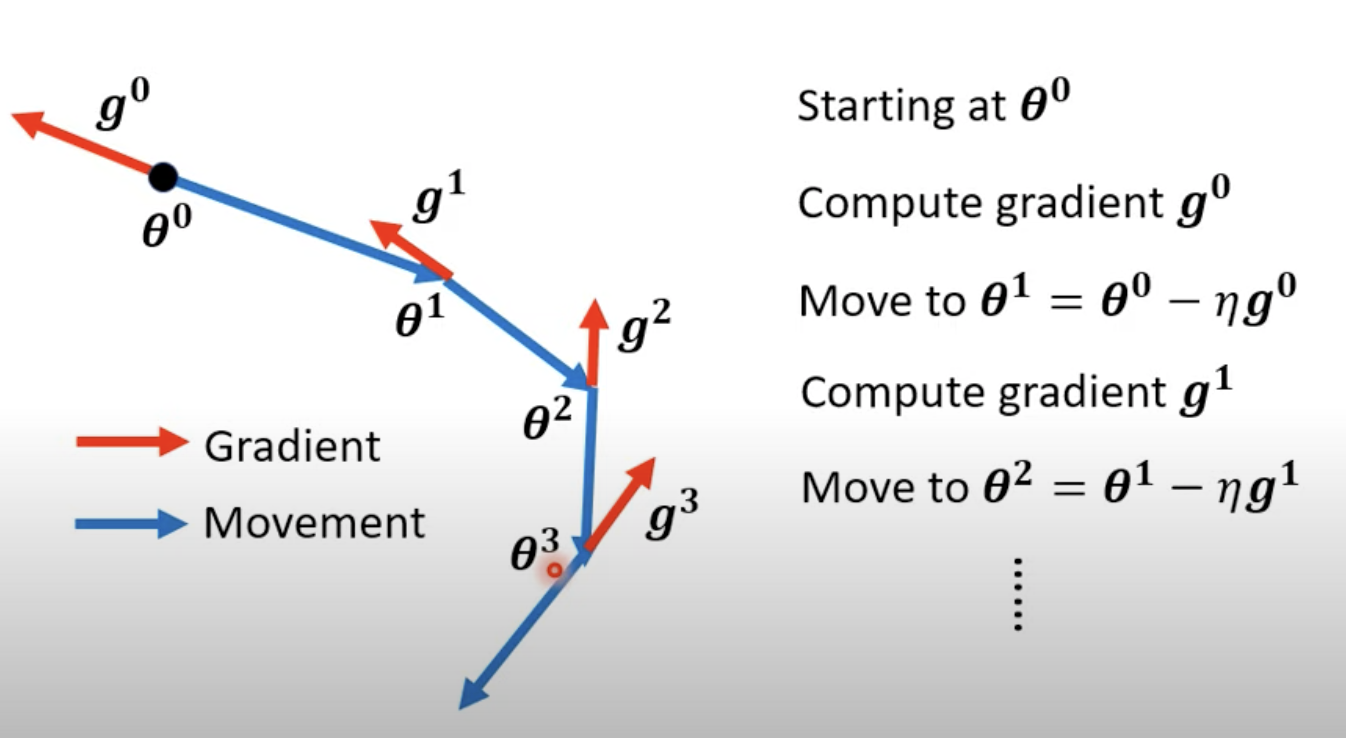 g⁰
θ⁰
g¹
θ¹
g²
θ²
g³
θ³
Gradient
Movement
Starting at θ⁰
Compute gradient g⁰
Move to θ¹ = θ⁰ − ηg⁰
Compute gradient g¹
Move to θ² = θ¹ − ηg¹
......